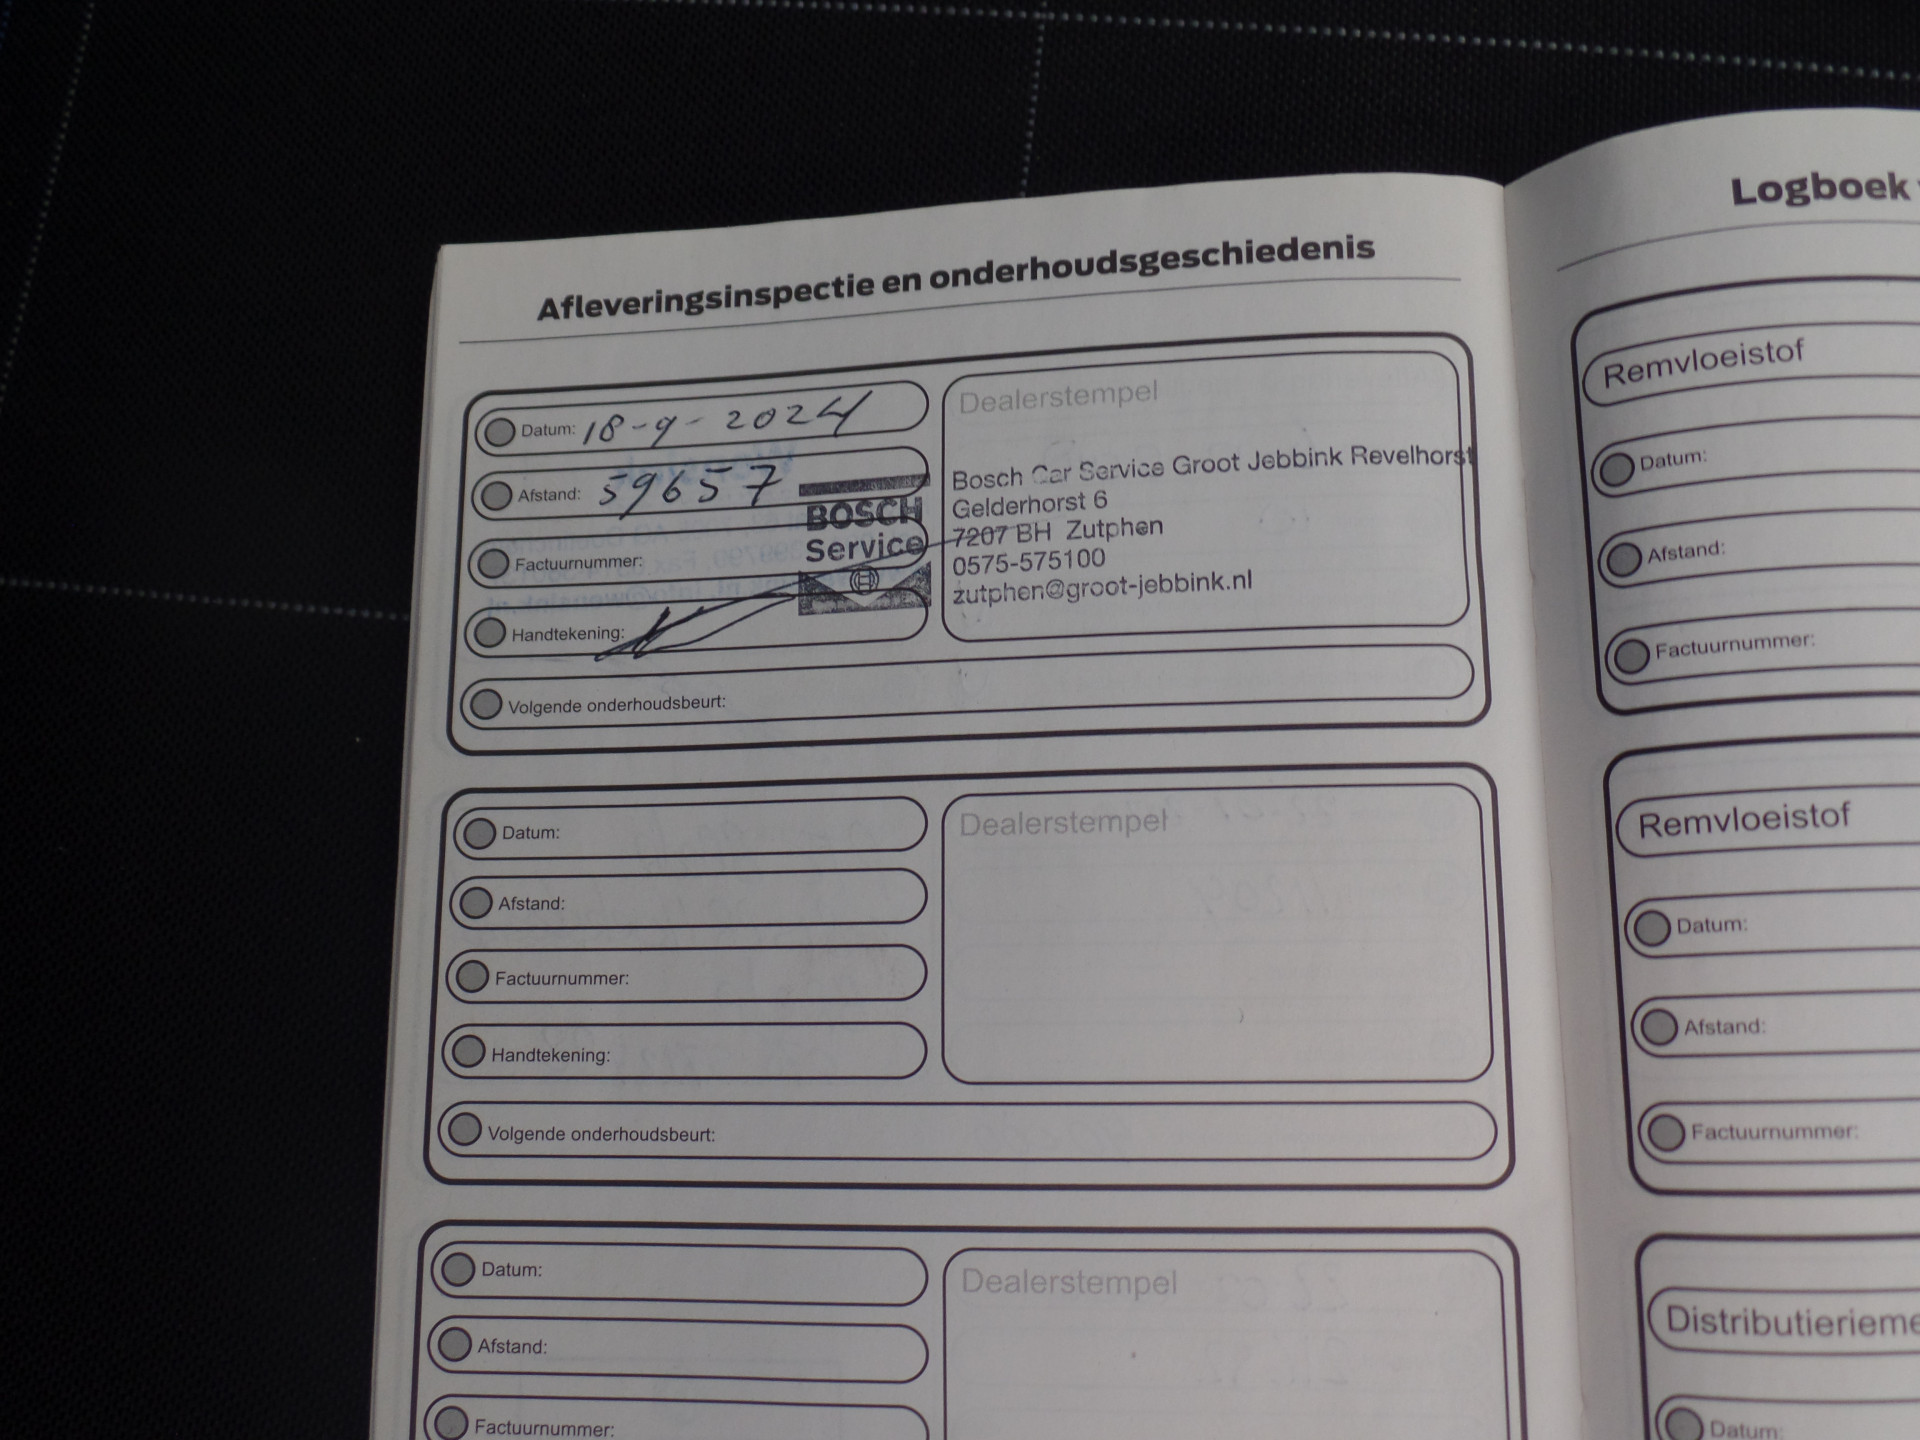 Afleveringsinspectie en onderhoudsgeschiedenis
Datum: 18-9-2024
Afstand: 59657
Factuurnummer:
Handtekening:
Volgende onderhoudsbeurt:
BOSCH
Service
Dealerstempel
Bosch Car Service Groot Jebbink Revelhorst
Gelderhorst 6
7207 BH Zutphen
0575-575100
zutphen@groot-jebbink.nl
Datum:
Afstand:
Factuurnummer:
Handtekening:
Volgende onderhoudsbeurt:
Dealerstempel
Datum:
Afstand:
Factuurnummer:
Dealerstempel
Logboek
Remvloeistof
Datum:
Afstand:
Factuurnummer:
Remvloeistof
Datum:
Afstand:
Factuurnummer:
Distributierieme
Datum: